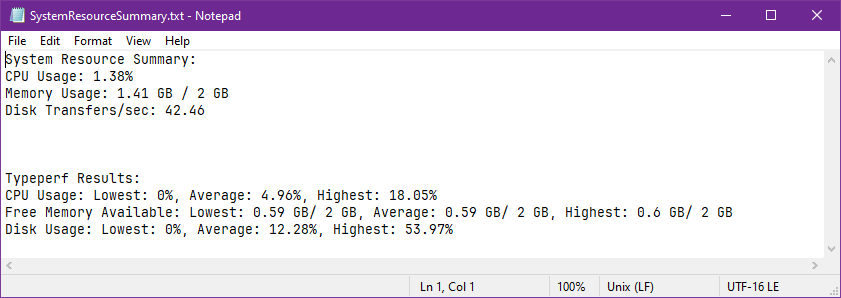 SystemResourceSummary.txt - Notepad
File Edit Format View Help
System Resource Summary:
CPU Usage: 1.38%
Memory Usage: 1.41 GB / 2 GB
Disk Transfers/sec: 42.46
Typeperf Results:
CPU Usage: Lowest: 0%, Average: 4.96%, Highest: 18.05%
Free Memory Available: Lowest: 0.59 GB/ 2 GB, Average: 0.59 GB/ 2 GB, Highest: 0.6 GB/ 2 GB
Disk Usage: Lowest: 0%, Average: 12.28%, Highest: 53.97%
Ln 1, Col 1 100% Unix (LF) UTF-16 LE